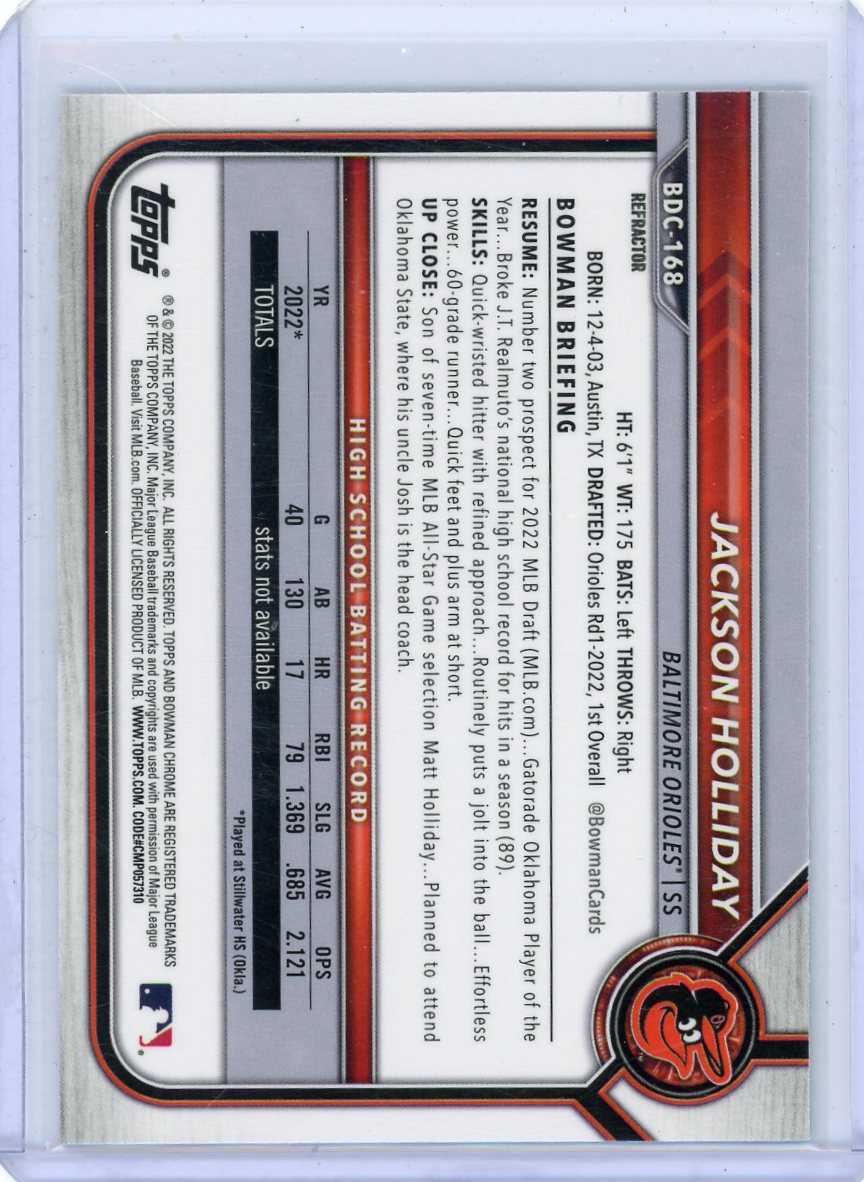 JACKSON HOLLIDAY
BDC-168
BALTIMORE ORIOLES® | SS
REFRACTOR
HT: 6'1" WT: 175 BATS: Left THROWS: Right
BORN: 12-4-03, Austin, TX DRAFTED: Orioles Rd1-2022, 1st Overall @BowmanCards
BOWMAN BRIEFING
RESUME: Number two prospect for 2022 MLB Draft (MLB.com)...Gatorade Oklahoma Player of the
Year...Broke J.T. Realmuto's national high school record for hits in a season (89).
SKILLS: Quick-wristed hitter with refined approach...Routinely puts a jolt into the ball...Effortless
power...60-grade runner...Quick feet and plus arm at short.
UP CLOSE: Son of seven-time MLB All-Star Game selection Matt Holliday...Planned to attend
Oklahoma State, where his uncle Josh is the head coach.
HIGH SCHOOL BATTING RECORD
YR G AB HR RBI SLG AVG OPS
2022* 40 130 17 79 1.369 .685 2.121
TOTALS stats not available
*Played at Stillwater HS (Okla.)
topps®
® & © 2022 THE TOPPS COMPANY, INC. ALL RIGHTS RESERVED. TOPPS AND BOWMAN CHROME ARE REGISTERED TRADEMARKS
OF THE TOPPS COMPANY, INC. Major League Baseball trademarks and copyrights are used with permission of Major League
Baseball. Visit MLB.com. OFFICIALLY LICENSED PRODUCT OF MLB. WWW.TOPPS.COM. CODE#CMP057310